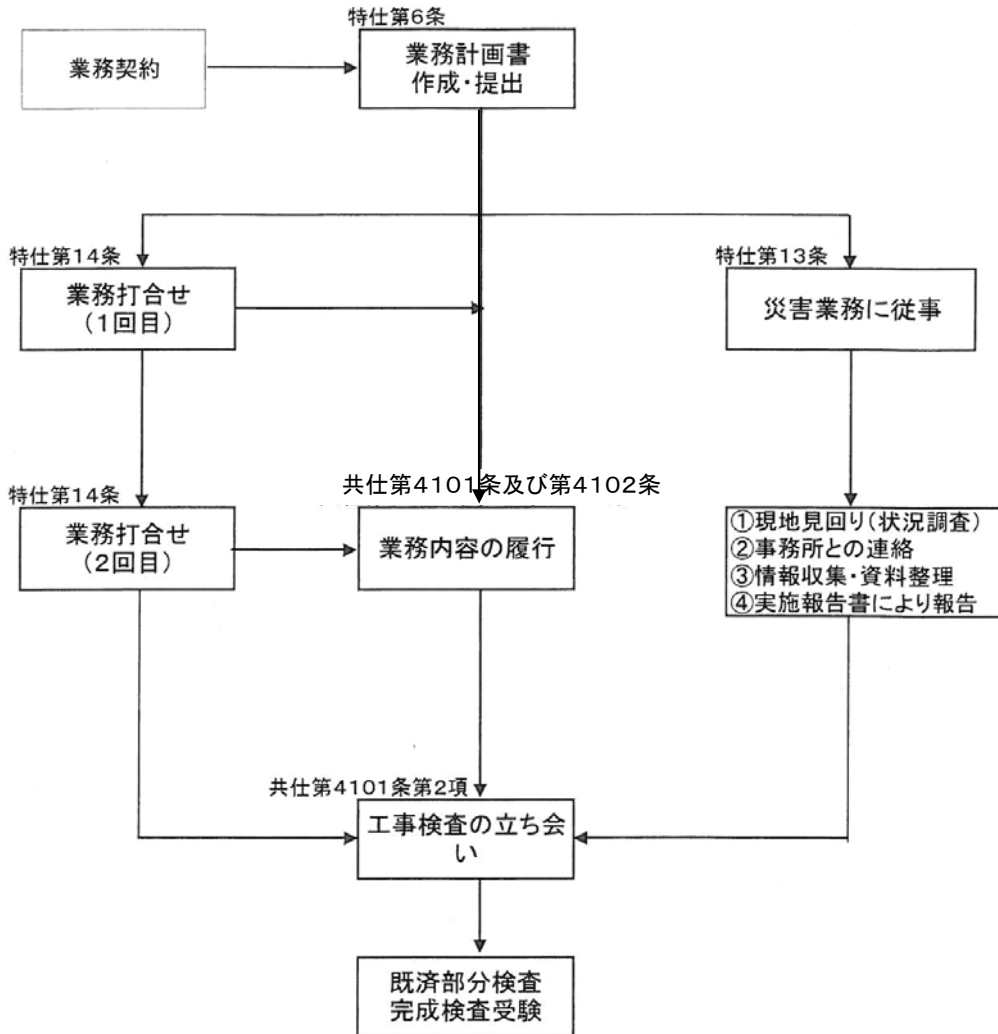 特仕第6条
業務契約
業務計画書
作成・提出
特仕第14条
業務打合せ
(1回目)
特仕第13条
災害業務に従事
特仕第14条
業務打合せ
(2回目)
共仕第4101条及び第4102条
業務内容の履行
①現地見回り(状況調査)
②事務所との連絡
③情報収集・資料整理
④実施報告書により報告
共仕第4101条第2項
工事検査の立ち会
い
既済部分検査
完成検査受験